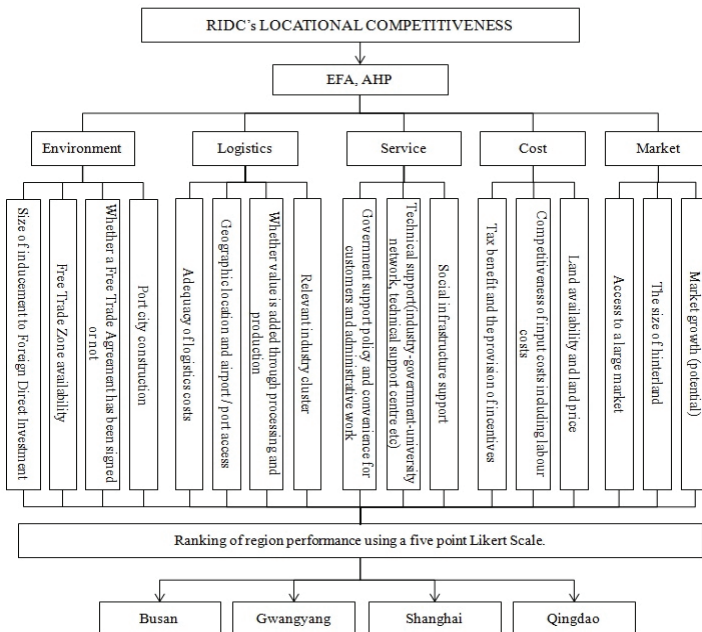 RIDC's LOCATIONAL COMPETITIVENESS
EFA, AHP
Environment
Logistics
Service
Cost
Market
Size of inducement to Foreign Direct Investment
Free Trade Zone availability
Whether a Free Trade Agreement has been signed
or not
Port city construction
Adequacy of logistics costs
Geographic location and airport / port access
Whether value is added through processing and
production
Relevant industry cluster
Government support policy and convenience for
customers and administrative work
Technical support(industry-government-university
network, technical support centre etc)
Social infrastructure support
Tax benefit and the provision of incentives
Competitiveness of input costs including labour
costs
Land availability and land price
Access to a large market
The size of hinterland
Market growth (potential)
Ranking of region performance using a five point Likert Scale.
Busan
Gwangyang
Shanghai
Qingdao